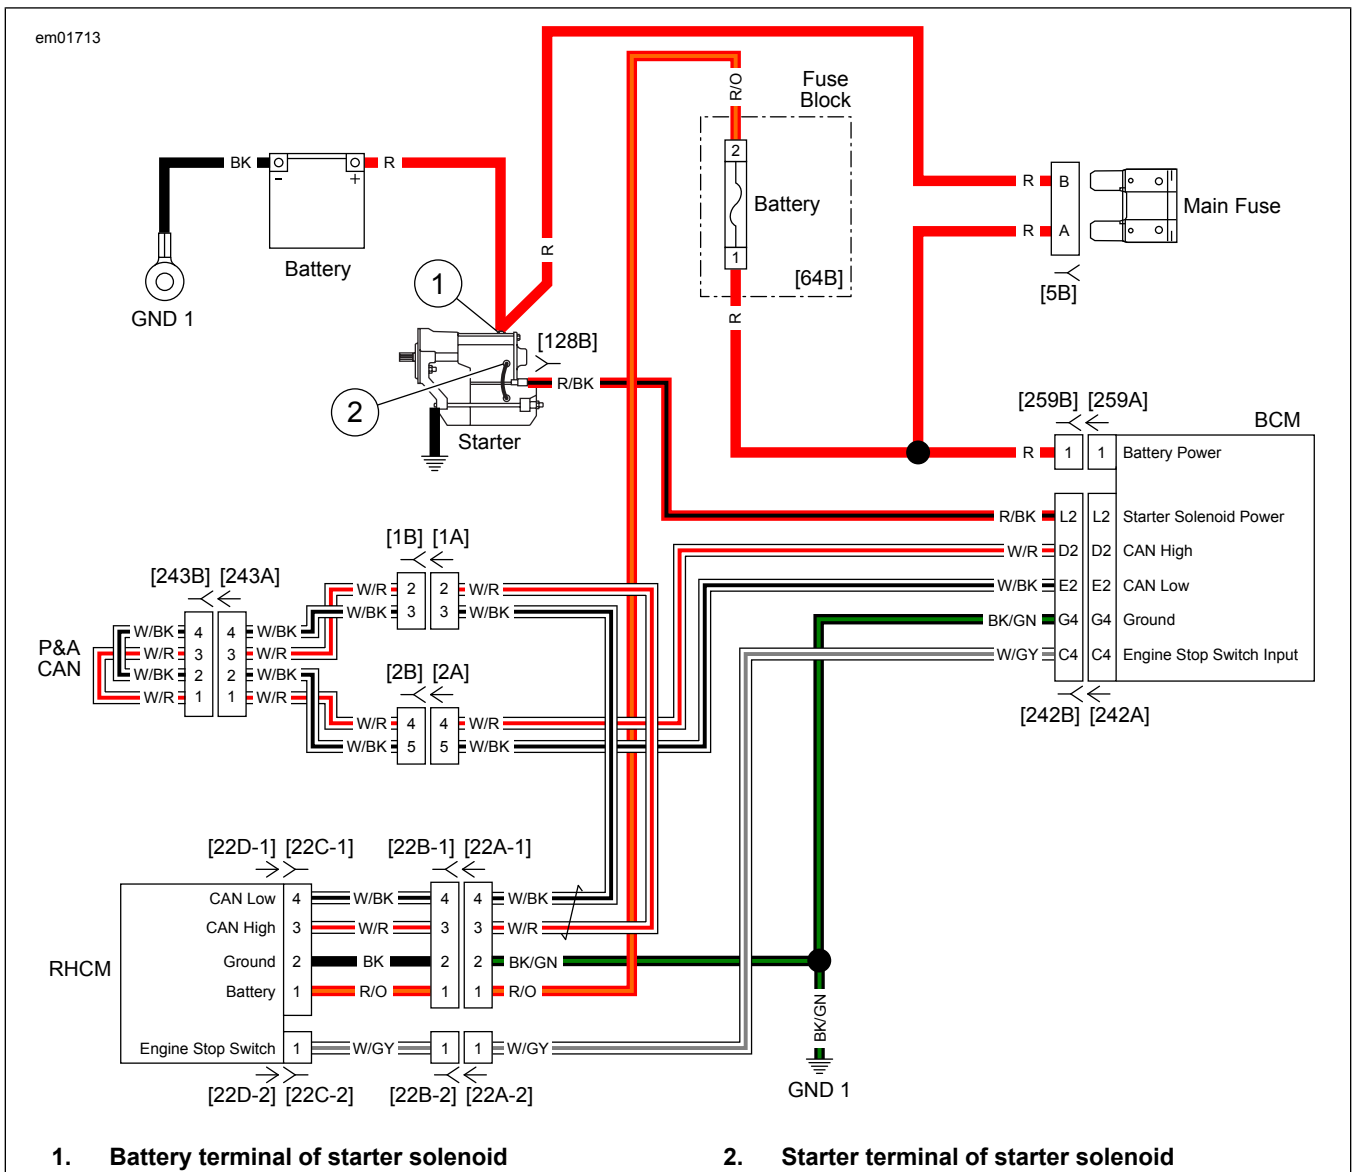 em01713
Fuse
Block
R/O
BK
R
2
- +
R
B
Battery
Main Fuse
R
A
Battery
R
1
1
[64B]
[5B]
GND 1
R
[128B]
R/BK
2
Starter
[259B] [259A]
BCM
R
1
1
Battery Power
R/BK
L2
L2
Starter Solenoid Power
[1B] [1A]
W/R
D2
D2
CAN High
[243B] [243A]
W/R
2
2
W/R
W/BK
E2
E2
CAN Low
W/BK
3
3
W/BK
BK/GN
G4
G4
Ground
W/BK
4
4
W/BK
P&A
CAN
W/R
3
3
W/R
W/GY
C4
C4
Engine Stop Switch Input
W/BK
2
2
W/BK
[2B] [2A]
W/R
1
1
W/R
[242B] [242A]
W/R
4
4
W/R
W/BK
5
5
W/BK
[22D-1] [22C-1]
[22B-1] [22A-1]
CAN Low
4
W/BK
4
4
W/BK
CAN High
3
W/R
3
3
W/R
RHCM
Ground
2
BK
2
2
BK/GN
Battery
1
R/O
1
1
R/O
BK/GN
Engine Stop Switch
1
W/GY
1
1
W/GY
[22D-2] [22C-2]
[22B-2] [22A-2]
GND 1
1. Battery terminal of starter solenoid
2. Starter terminal of starter solenoid